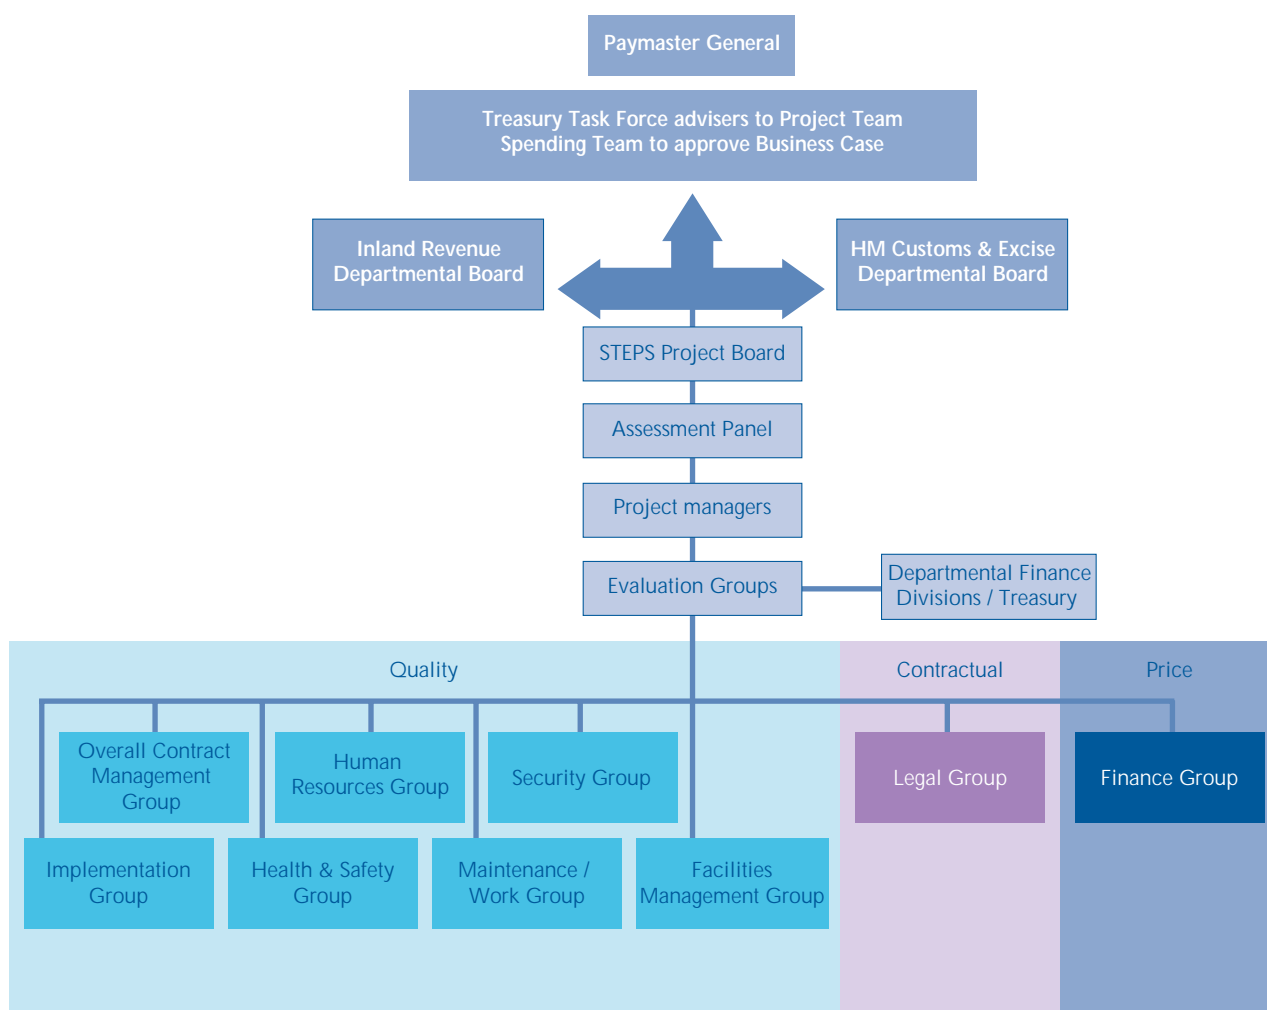 Paymaster General
Treasury Task Force advisers to Project Team
Spending Team to approve Business Case
Inland Revenue
Departmental Board
HM Customs & Excise
Departmental Board
STEPS Project Board
Assessment Panel
Project managers
Evaluation Groups
Departmental Finance
Divisions / Treasury
Quality
Contractual
Price
Overall Contract
Management
Group
Human
Resources Group
Security Group
Legal Group
Finance Group
Implementation
Group
Health & Safety
Group
Maintenance /
Work Group
Facilities
Management Group